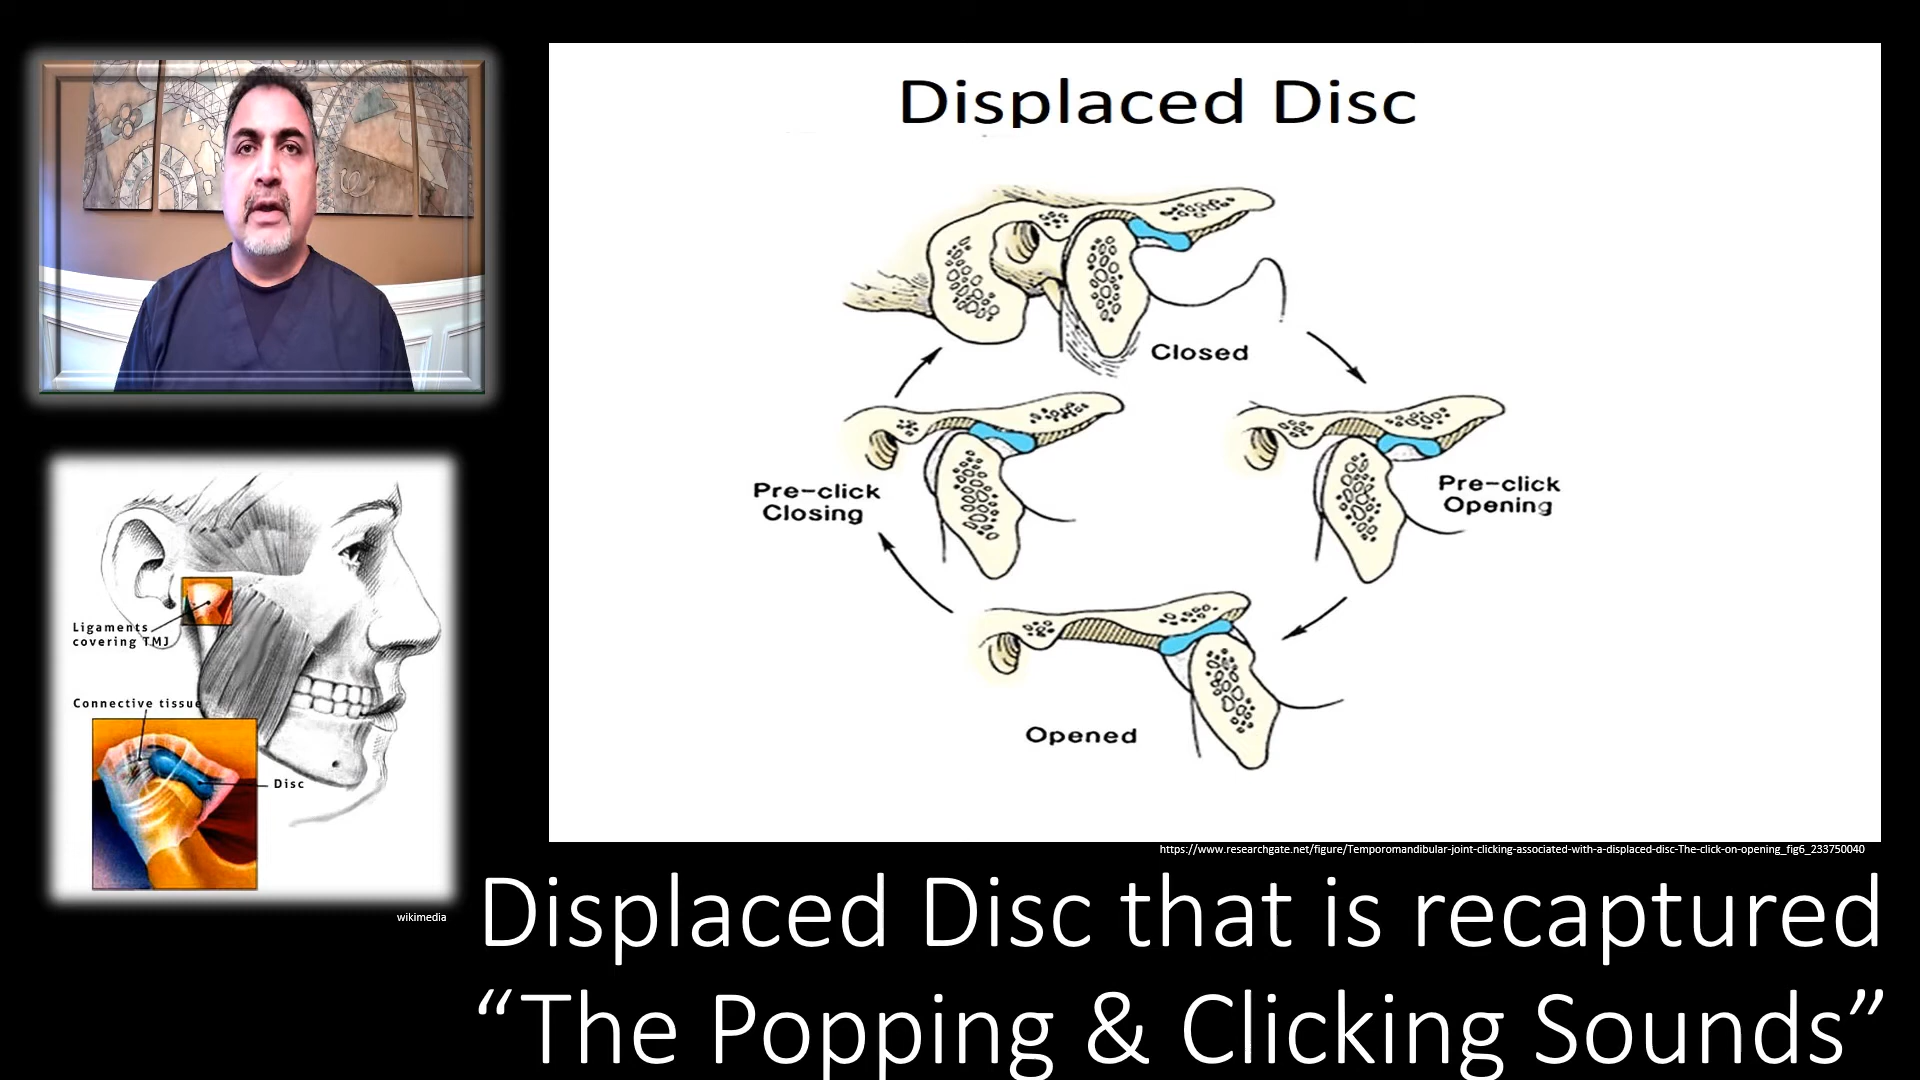 Displaced Disc
Closed
Pre-click
Closing
Pre-click
Opening
Opened
Ligaments
covering TMJ
Connective tissue
Disc
wikimedia
https://www.researchgate.net/figure/Temporomandibular-joint-clicking-associated-with-a-displaced-disc-The-click-on-opening_fig6_233750040
Displaced Disc that is recaptured
“The Popping & Clicking Sounds”